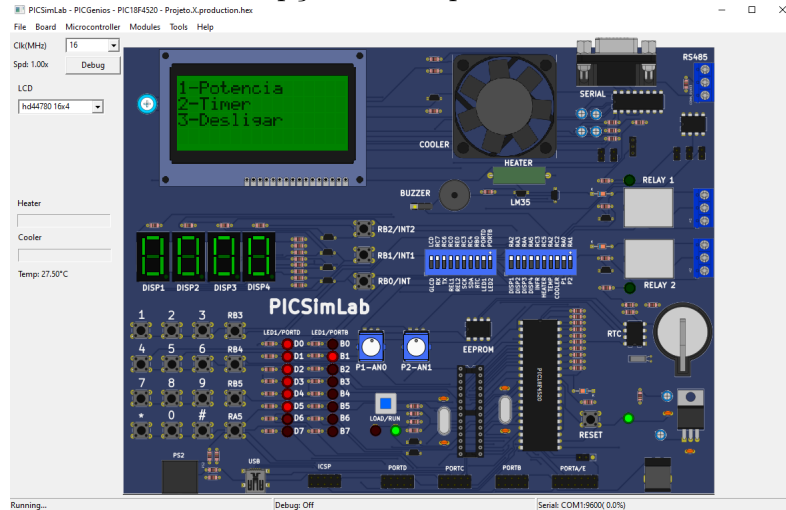 PICSimLab - PICGenios - PIC18F4520 - Projeto.X.production.hex
File Board Microcontroller Modules Tools Help
Clk(MHz) 16
Spd: 1.00x Debug
LCD
hd44780 16x4
Heater
Cooler
Temp: 27.50°C
1-Potencia
2-Timer
3-Desligar
COOLER
HEATER
BUZZER
LM35
SERIAL
RS485
RELAY 1
RELAY 2
RB2/INT2
RB1/INT1
RB0/INT
DISP1 DISP2 DISP3 DISP4
PICSimLab
1 2 3 RB3
4 5 6 RB4
7 8 9 RB5
* 0 # RA5
LED1/PORTD LED1/PORTB
D0 B0
D1 B1
D2 B2
D3 B3
D4 B4
D5 B5
D6 B6
D7 B7
P1-AN0 P2-AN1
EEPROM
LOAD/RUN
PIC18F4520
RTC
RESET
PS2
USB
ICSP
PORTD
PORTC
PORTB
PORTA/E
Running...
Debug: Off
Serial: COM1:9600( 0.0%)